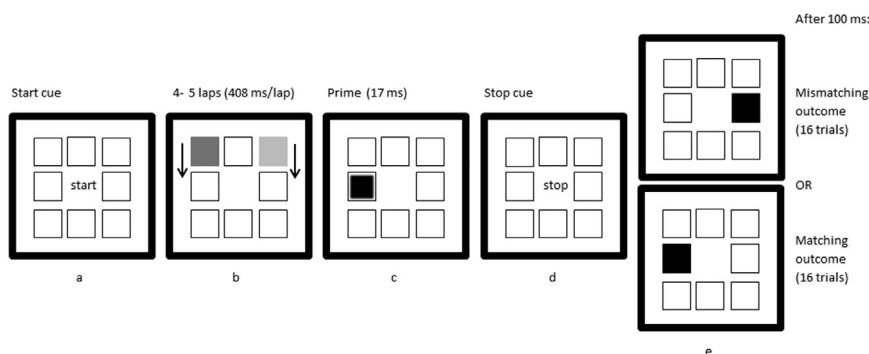 After 100 ms:
Start cue
4- 5 laps (408 ms/lap)
Prime (17 ms)
Stop cue
Mismatching
outcome
(16 trials)
start
stop
OR
Matching
outcome
(16 trials)
a
b
c
d
e